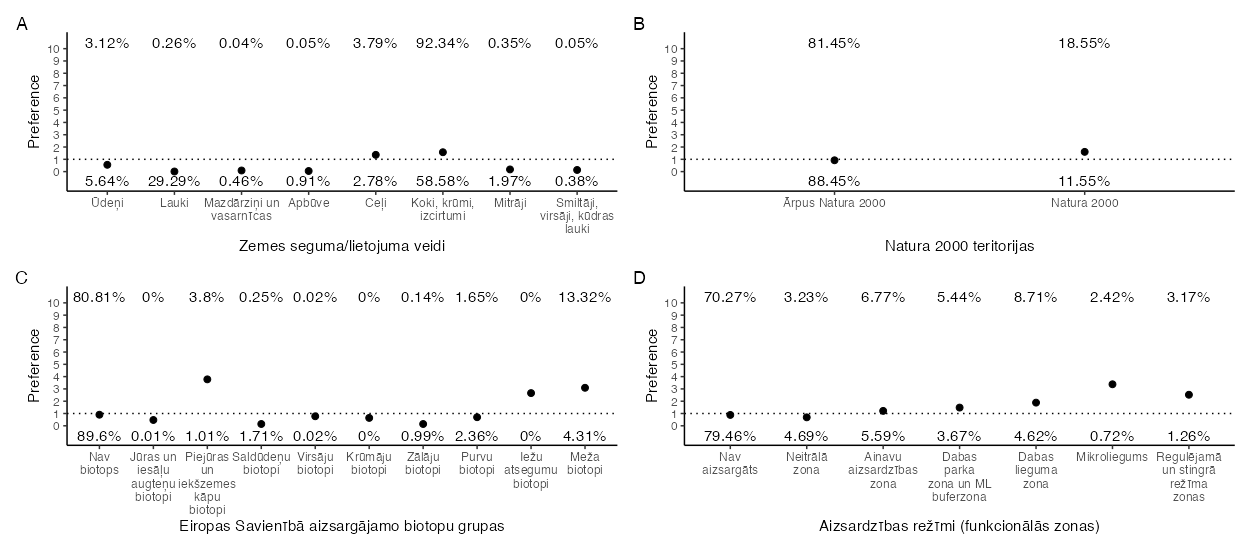 A
3.12% 0.26% 0.04% 0.05% 3.79% 92.34% 0.35% 0.05%
10
9
8
7
6
5
4
3
2
1
0
Preference
5.64% 29.29% 0.46% 0.91% 2.78% 58.58% 1.97% 0.38%
Ūdeņi Lauki Mazdārziņi un Apbūve Ceļi Koki, krūmi, Mitrāji Smiltāji,
vasarnīcas izcirtumi virsāji, kūdras
lauki
Zemes seguma/lietojuma veidi
B
81.45% 18.55%
10
9
8
7
6
5
4
3
2
1
0
Preference
88.45% 11.55%
Ārpus Natura 2000 Natura 2000
Natura 2000 teritorijas
C
80.81% 0% 3.8% 0.25% 0.02% 0% 0.14% 1.65% 0% 13.32%
10
9
8
7
6
5
4
3
2
1
0
Preference
89.6% 0.01% 1.01% 1.71% 0.02% 0% 0.99% 2.36% 0% 4.31%
Nav Jūras un Piejūras Saldūdeņu Virsāju Krūmāju Zālāju Purvu Iežu Meža
biotops iesāļu un biotopi biotopi biotopi biotopi biotopi atsegumu biotopi
augteņu iekšzemes biotopi
biotopi kāpu
biotopi
Eiropas Savienībā aizsargājamo biotopu grupas
D
70.27% 3.23% 6.77% 5.44% 8.71% 2.42% 3.17%
10
9
8
7
6
5
4
3
2
1
0
Preference
79.46% 4.69% 5.59% 3.67% 4.62% 0.72% 1.26%
Nav Neitrālā Ainavu Dabas Dabas Mikroliegums Regulējamā
aizsargāts zona aizsardzības parka lieguma un stingrā
zona zona un ML zona režīma
buferzona zonas
Aizsardzības režīmi (funkcionālās zonas)